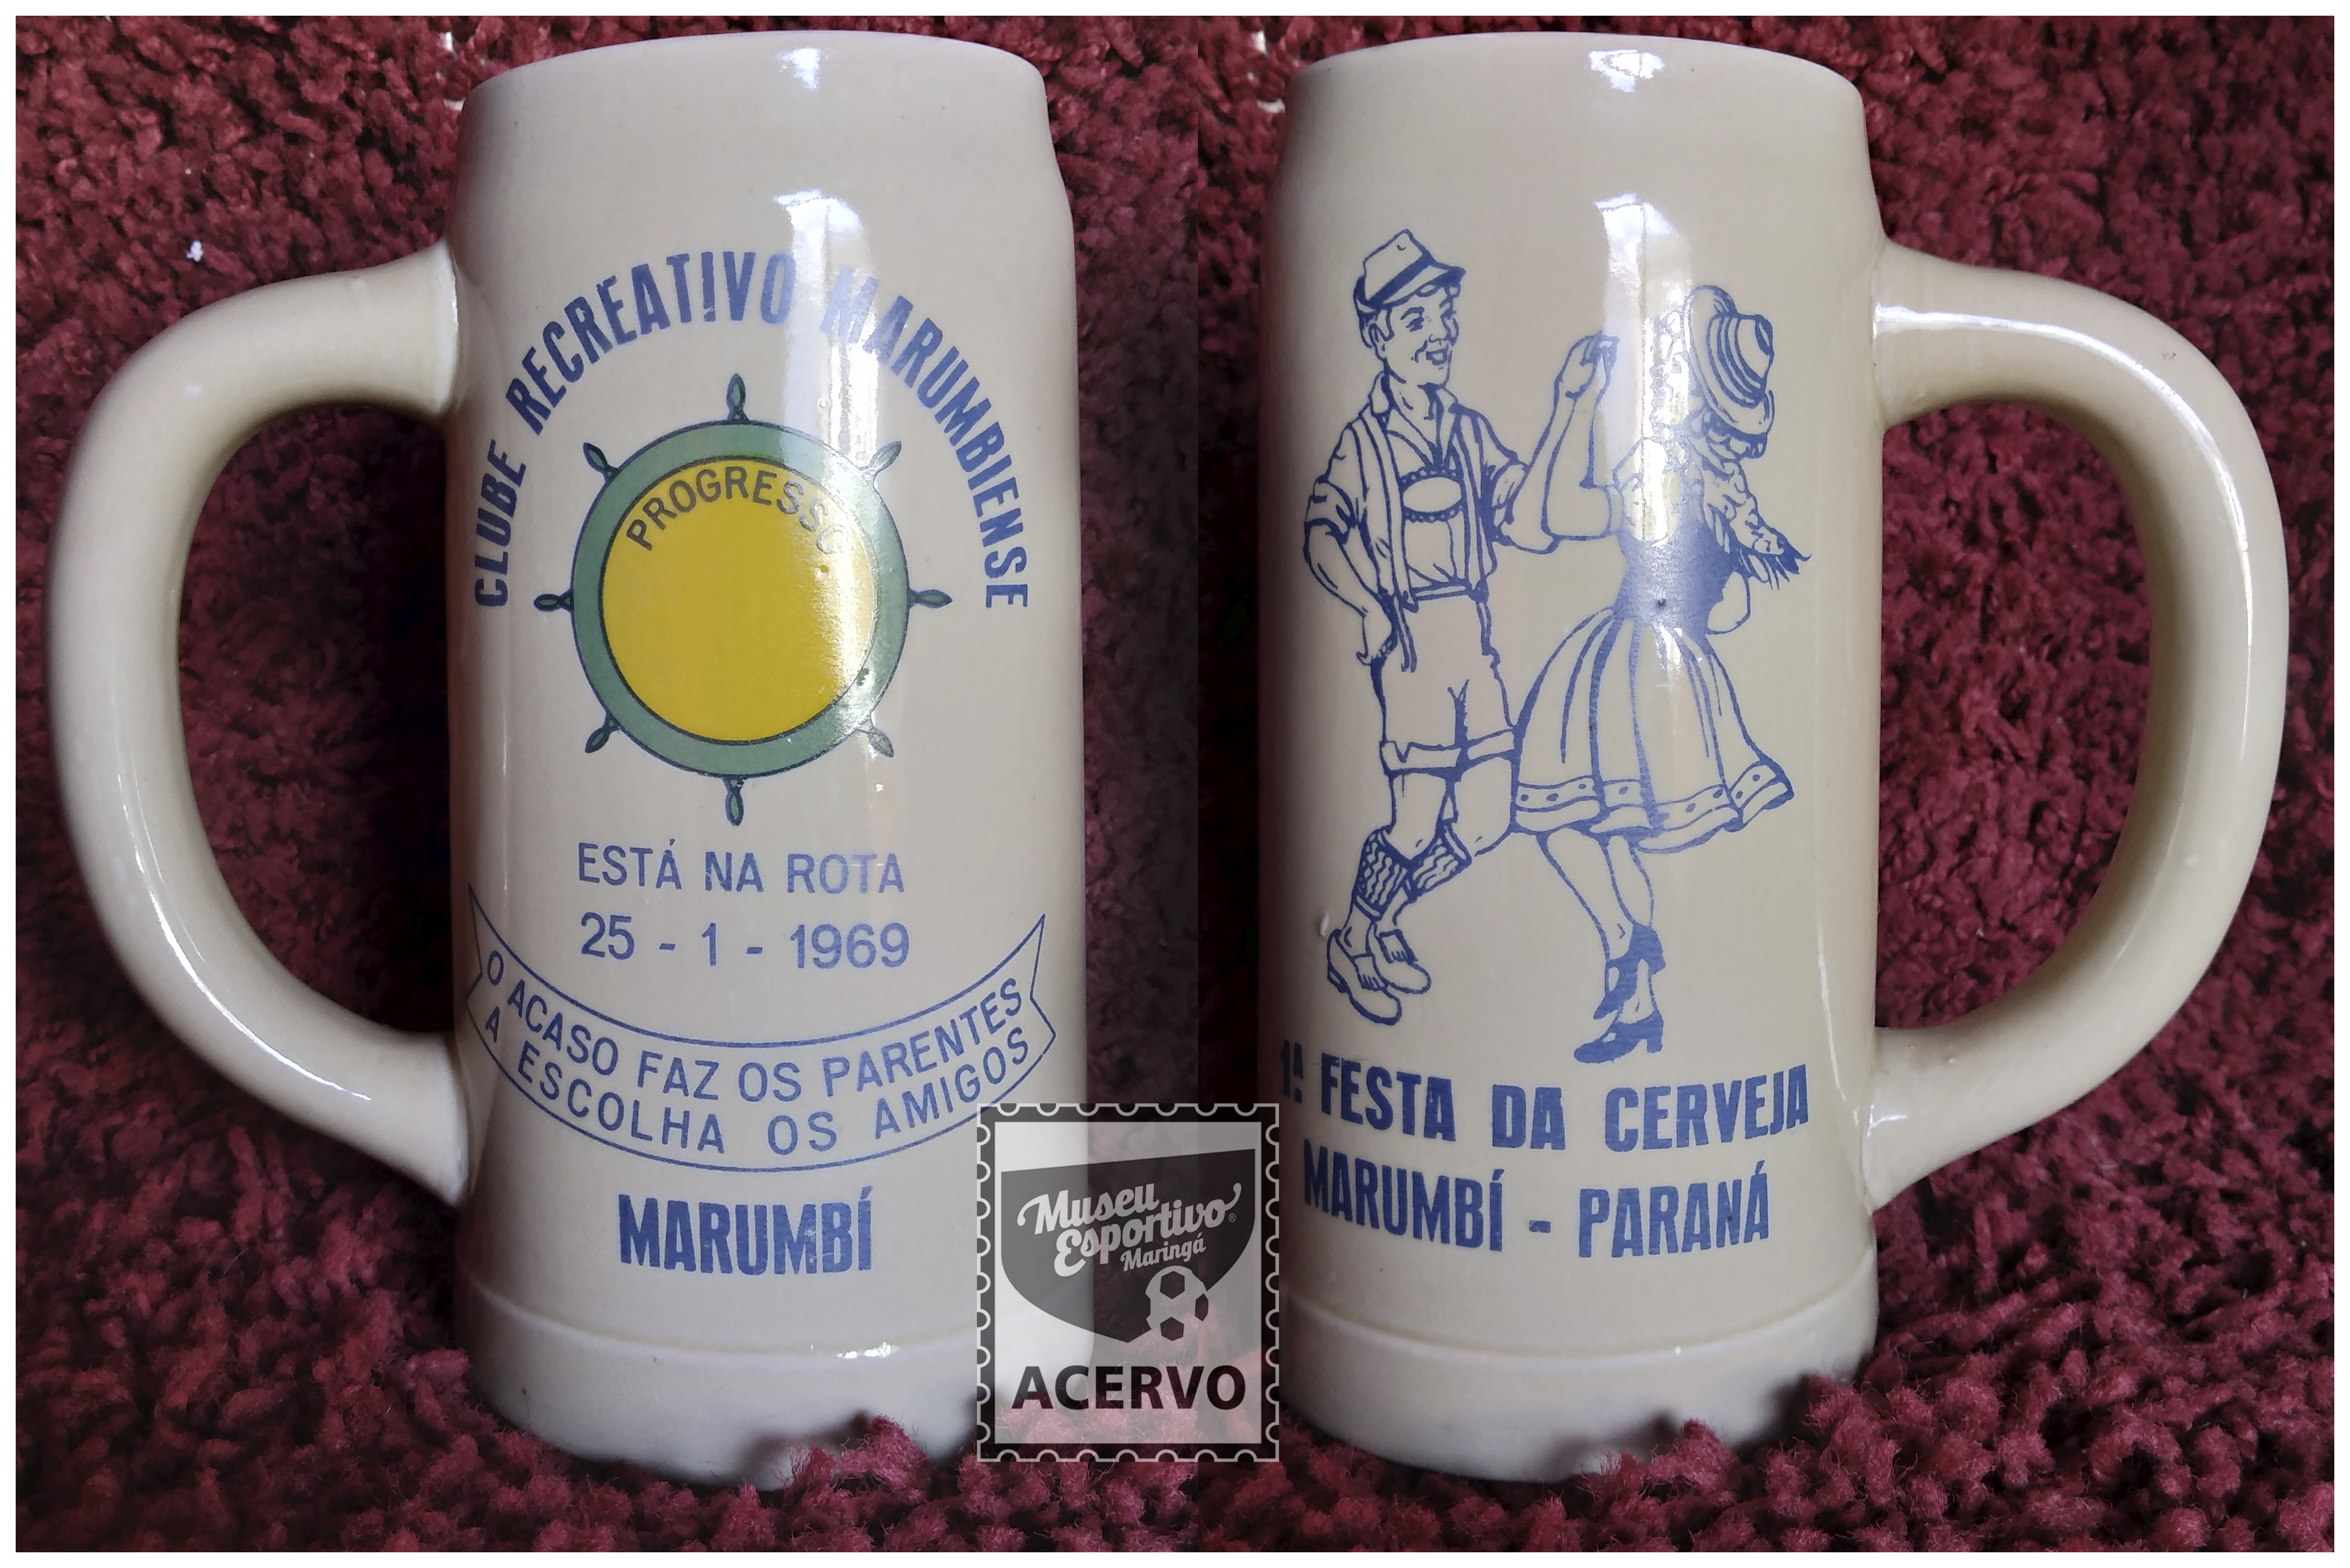 CLUBE RECREATIVO MARUMBIENSE
PROGRESSO
ESTÁ NA ROTA
25 - 1 - 1969
O ACASO FAZ OS PARENTES
A ESCOLHA OS AMIGOS
MARUMBÍ
1ª FESTA DA CERVEJA
MARUMBÍ - PARANÁ
Museu
Esportivo®
Maringá
ACERVO